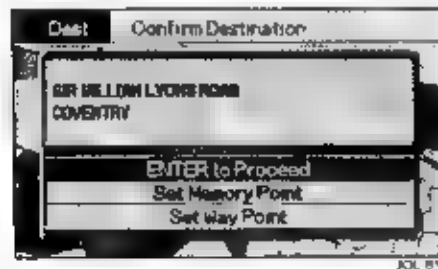 Dest Confirm Destination
SIR WILLIAM LYONS ROAD
COVENTRY
ENTER to Proceed
Set Memory Point
Set Way Point